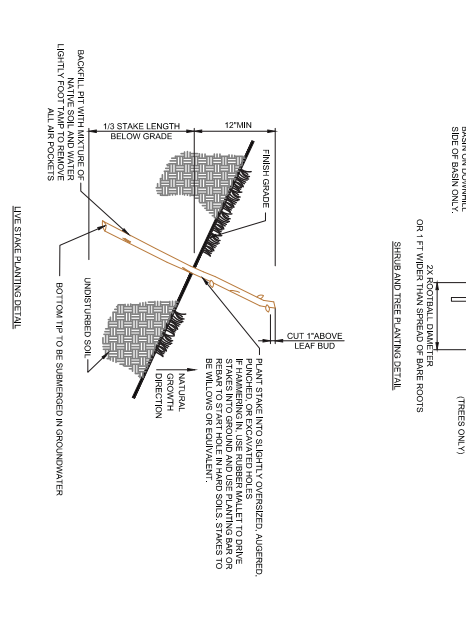 BASIN ON DOWNHILL
SIDE OF BASIN ONLY.
(TREES ONLY)
2X ROOTBALL DIAMETER
OR 1 FT WIDER THAN SPREAD OF BARE ROOTS
SHRUB AND TREE PLANTING DETAIL
12"MIN
1/3 STAKE LENGTH
BELOW GRADE
FINISH GRADE
CUT 1"ABOVE
LEAF BUD
PLANT STAKE INTO SLIGHTLY OVERSIZED, AUGERED,
PUNCHED, OR EXCAVATED HOLES
IF HAMMERING IN, USE RUBBER MALLET TO DRIVE
STAKES INTO GROUND AND USE PLANTING BAR OR
REBAR TO START HOLE IN HARD SOILS. STAKES TO
BE WILLOWS OR EQUIVALENT.
NATURAL
GROWTH
DIRECTION
BACKFILL PIT WITH MIXTURE OF
NATIVE SOIL AND WATER
LIGHTLY FOOT TAMP TO REMOVE
ALL AIR POCKETS
UNDISTURBED SOIL
BOTTOM TIP TO BE SUBMERGED IN GROUNDWATER
LIVE STAKE PLANTING DETAIL